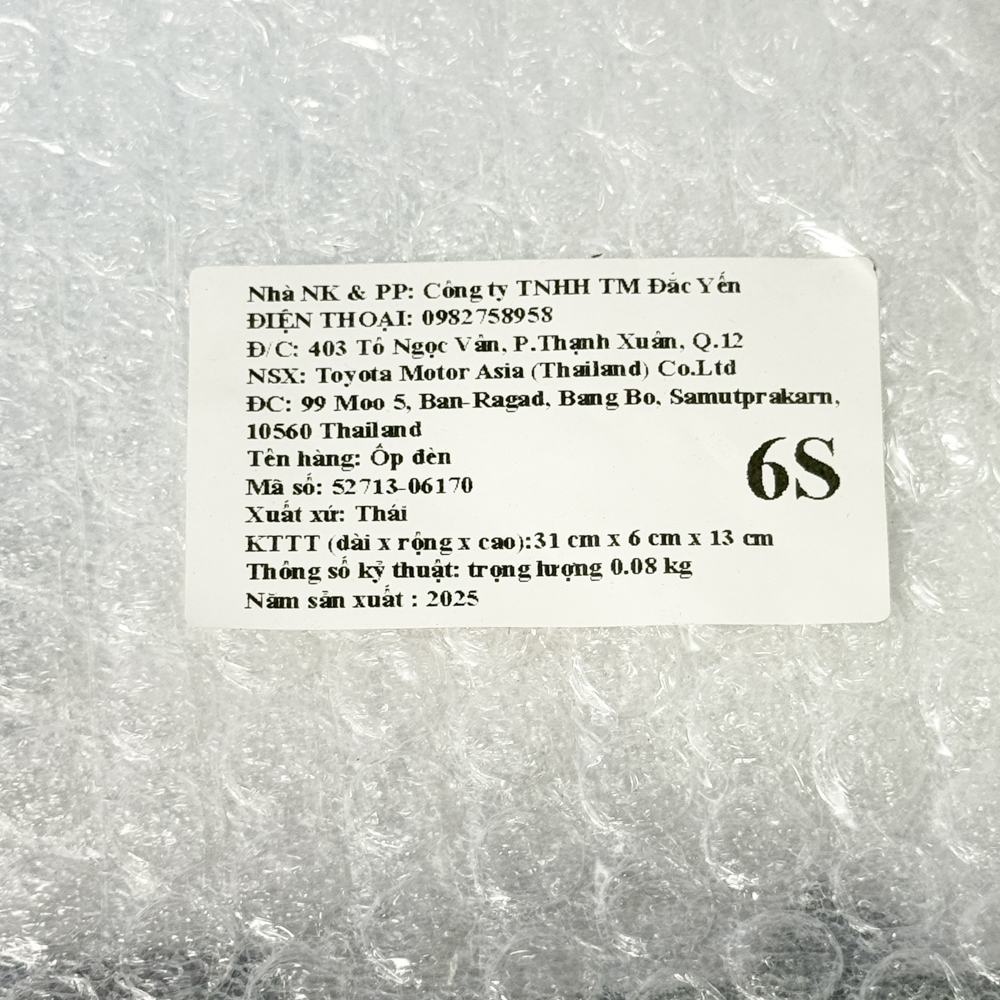 Nhà NK & PP: Công ty TNHH TM Đắc Yến
ĐIỆN THOẠI: 0982758958
Đ/C: 403 Tô Ngọc Vân, P.Thạnh Xuân, Q.12
NSX: Toyota Motor Asia (Thailand) Co.Ltd
ĐC: 99 Moo 5, Ban-Ragad, Bang Bo, Samutprakarn,
10560 Thailand
Tên hàng: Ốp đèn
Mã số: 52713-06170
6S
Xuất xứ: Thái
KTTT (dài x rộng x cao):31 cm x 6 cm x 13 cm
Thông số kỷ thuật: trọng lượng 0.08 kg
Năm sản xuất : 2025